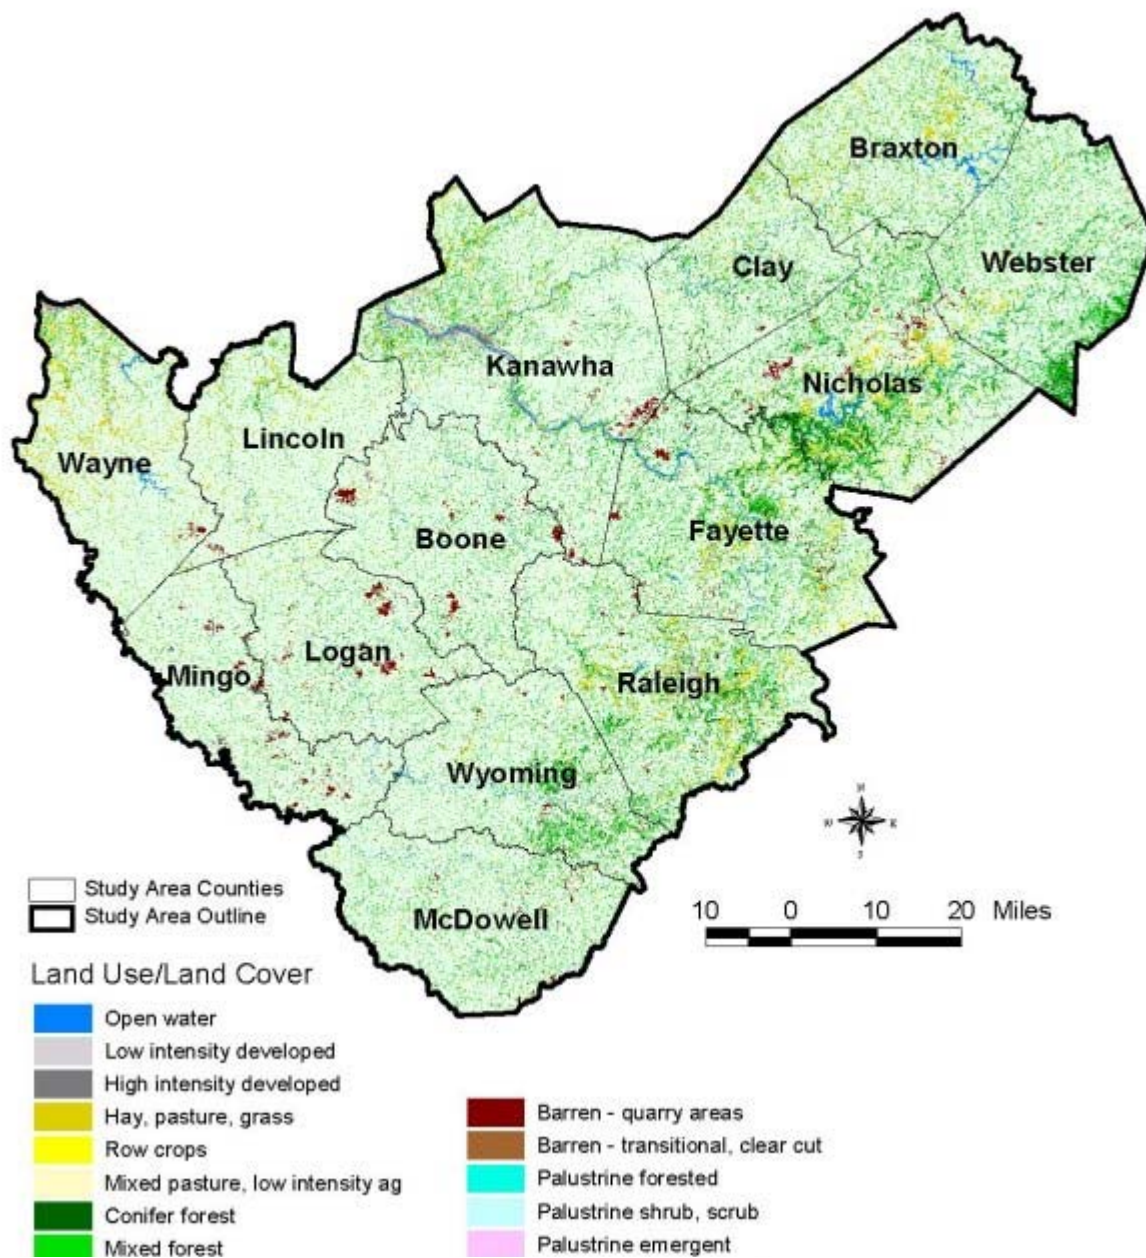 Braxton
Clay
Webster
Kanawha
Nicholas
Lincoln
Wayne
Boone
Fayette
Logan
Mingo
Raleigh
Wyoming
N
W E
S
Study Area Counties
Study Area Outline
McDowell
10 0 10 20 Miles
Land Use/Land Cover
Open water
Low intensity developed
High intensity developed
Hay, pasture, grass
Row crops
Mixed pasture, low intensity ag
Conifer forest
Mixed forest
Barren - quarry areas
Barren - transitional, clear cut
Palustrine forested
Palustrine shrub, scrub
Palustrine emergent